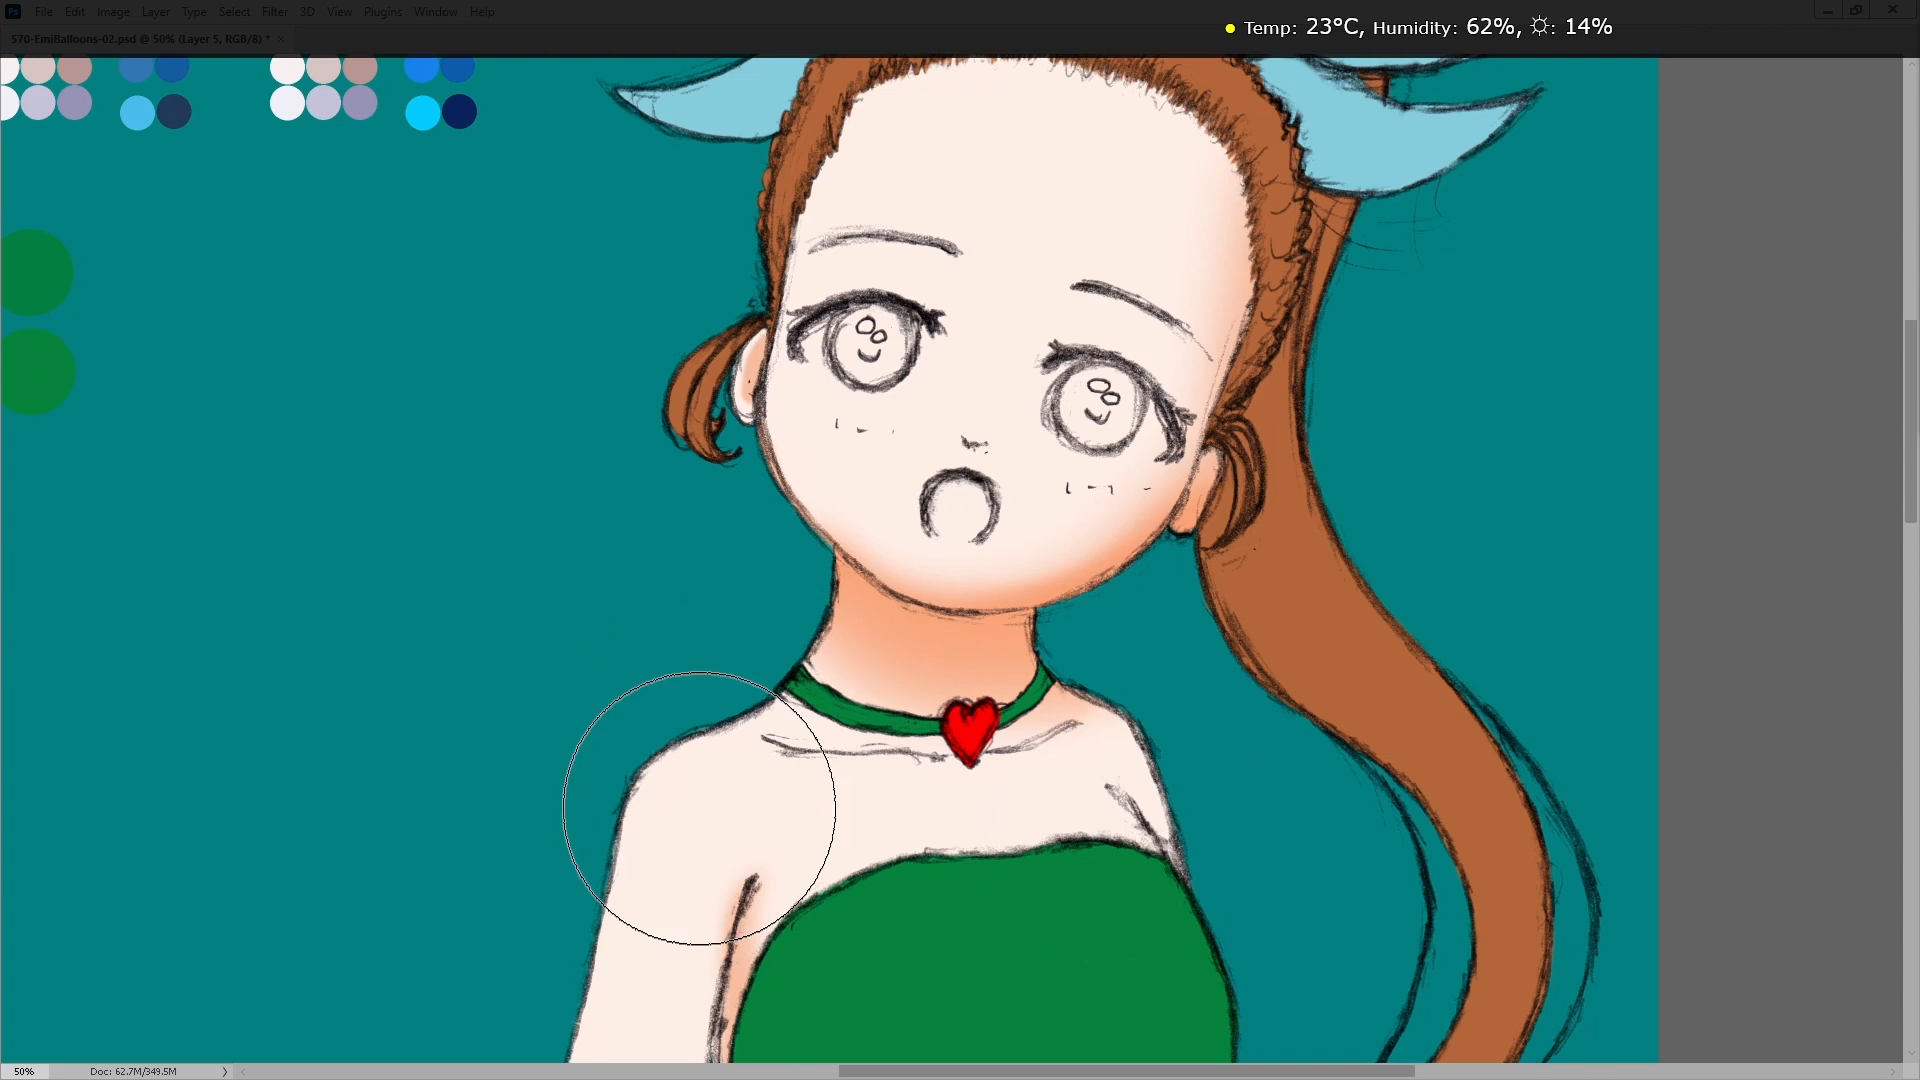 Ps File Edit Image Layer Type Select Filter 3D View Plugins Window Help
Temp: 23°C, Humidity: 62%, ☼: 14%
570-EmiBalloons-02.psd @ 50% (Layer 5, RGB/8) * ×
50% Doc: 62.7M/349.5M